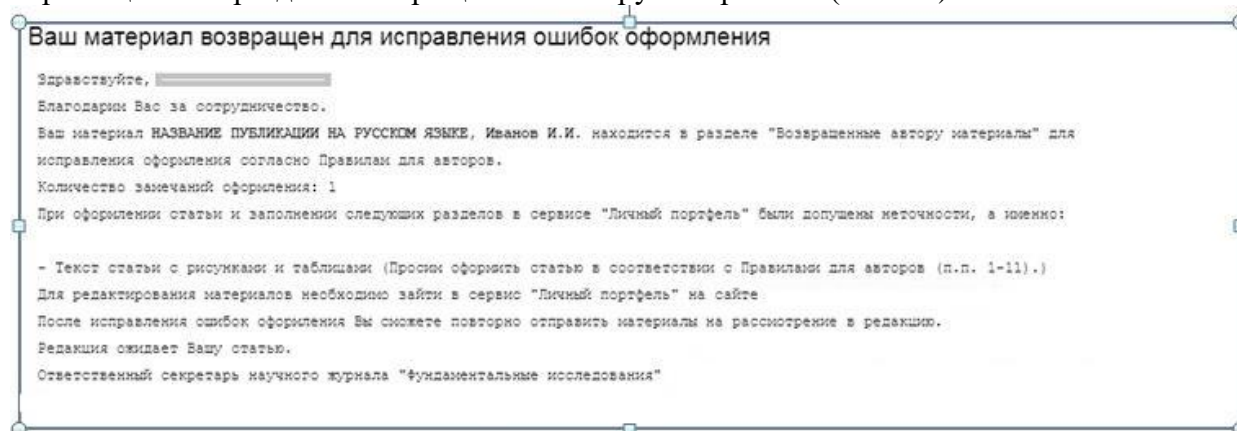 Ваш материал возвращен для исправления ошибок оформления
Здравствуйте,
Благодарим Вас за сотрудничество.
Ваш материал НАЗВАНИЕ ПУБЛИКАЦИИ НА РУССКОМ ЯЗЫКЕ, Иванов И.И. находится в разделе "Возвращенные автору материалы" для
исправления оформления согласно Правилам для авторов.
Количество замечаний оформления: 1
При оформлении статьи и заполнении следующих разделов в сервисе "Личный портфель" были допущены неточности, а именно:
- Текст статьи с рисунками и таблицами (Просим оформить статью в соответствии с Правилами для авторов (п.п. 1-11).)
Для редактирования материалов необходимо зайти в сервис "Личный портфель" на сайте
После исправления ошибок оформления Вы сможете повторно отправить материалы на рассмотрение в редакцию.
Редакция ожидает Вашу статью.
Ответственный секретарь научного журнала "Фундаментальные исследования"